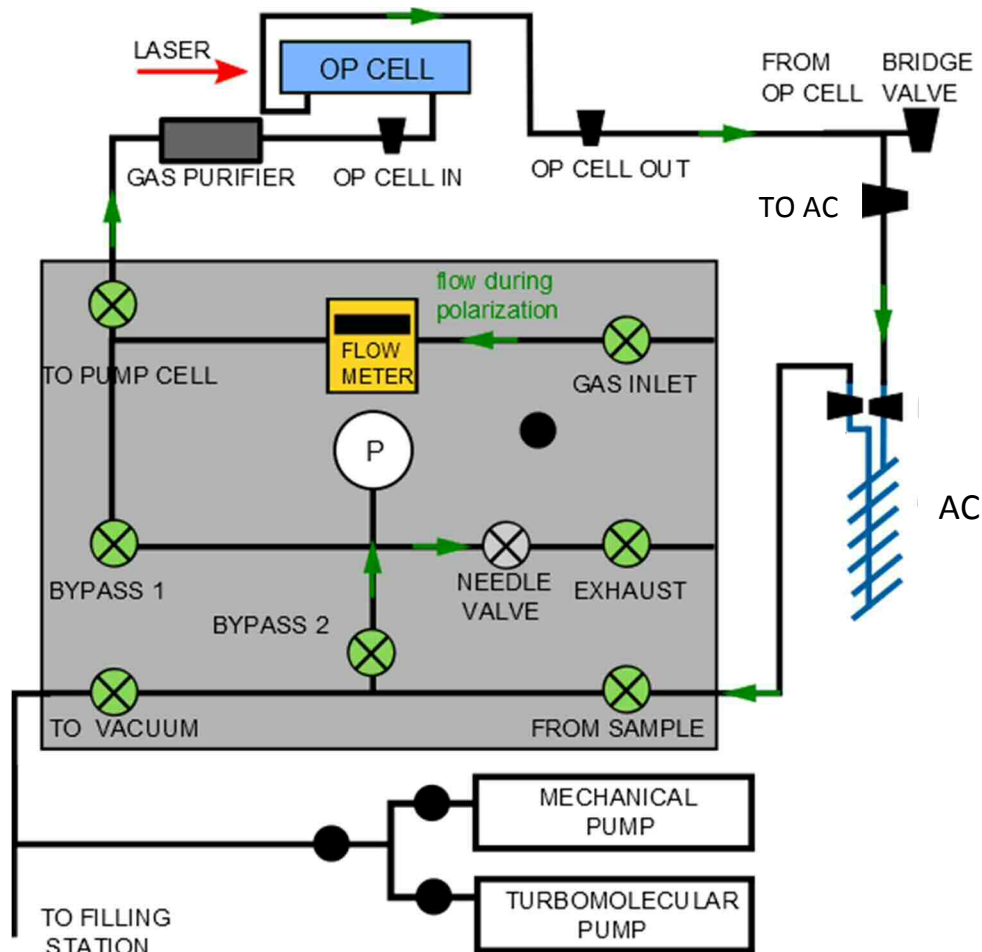 LASER
OP CELL
FROM
OP CELL
BRIDGE
VALVE
GAS PURIFIER
OP CELL IN
OP CELL OUT
TO AC
flow during
polarization
FLOW
METER
TO PUMP CELL
GAS INLET
P
AC
BYPASS 1
NEEDLE
VALVE
EXHAUST
BYPASS 2
TO VACUUM
FROM SAMPLE
MECHANICAL
PUMP
TURBOMOLECULAR
PUMP
TO FILLING
STATION